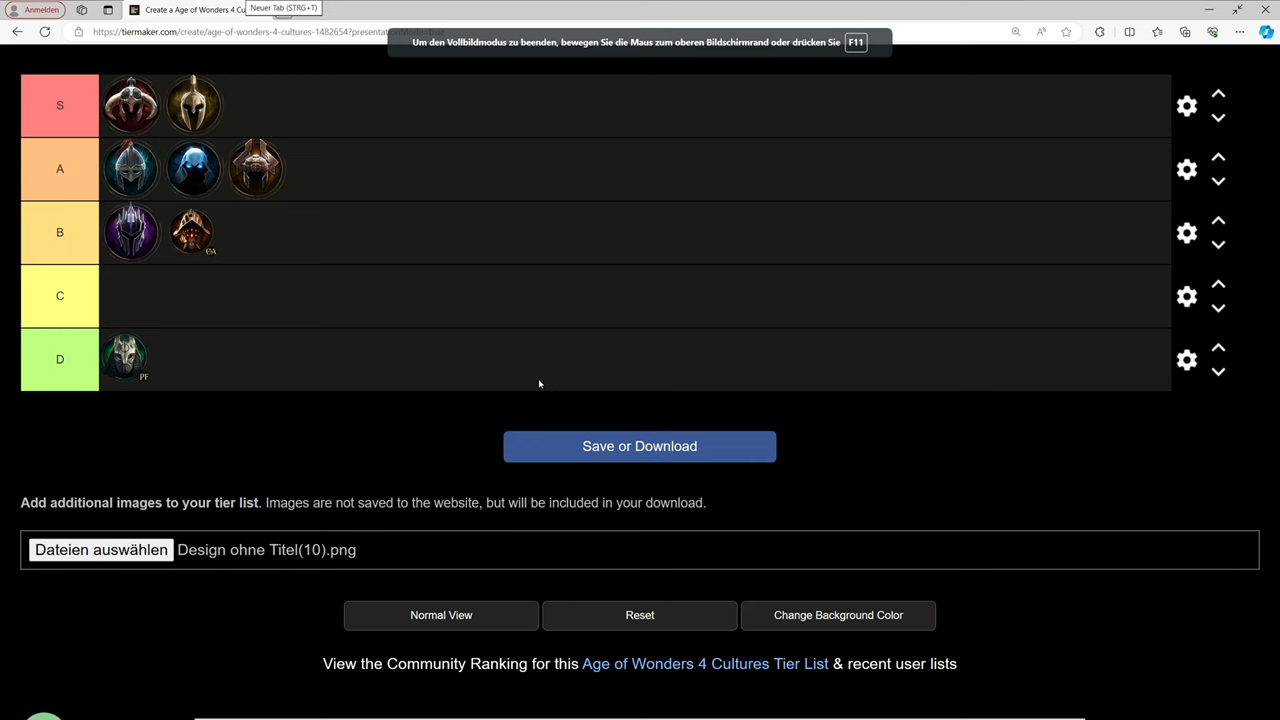 Anmelden
Create a Age of Wonders 4 Cu
Neuer Tab (STRG+T)
https://tiermaker.com/create/age-of-wonders-4-cultures-1482654?presentationMode=true
Um den Vollbildmodus zu beenden, bewegen Sie die Maus zum oberen Bildschirmrand oder drücken Sie F11
S
A
B
C
D
PF
Save or Download
Add additional images to your tier list. Images are not saved to the website, but will be included in your download.
Dateien auswählen Design ohne Titel(10).png
Normal View
Reset
Change Background Color
View the Community Ranking for this Age of Wonders 4 Cultures Tier List & recent user lists